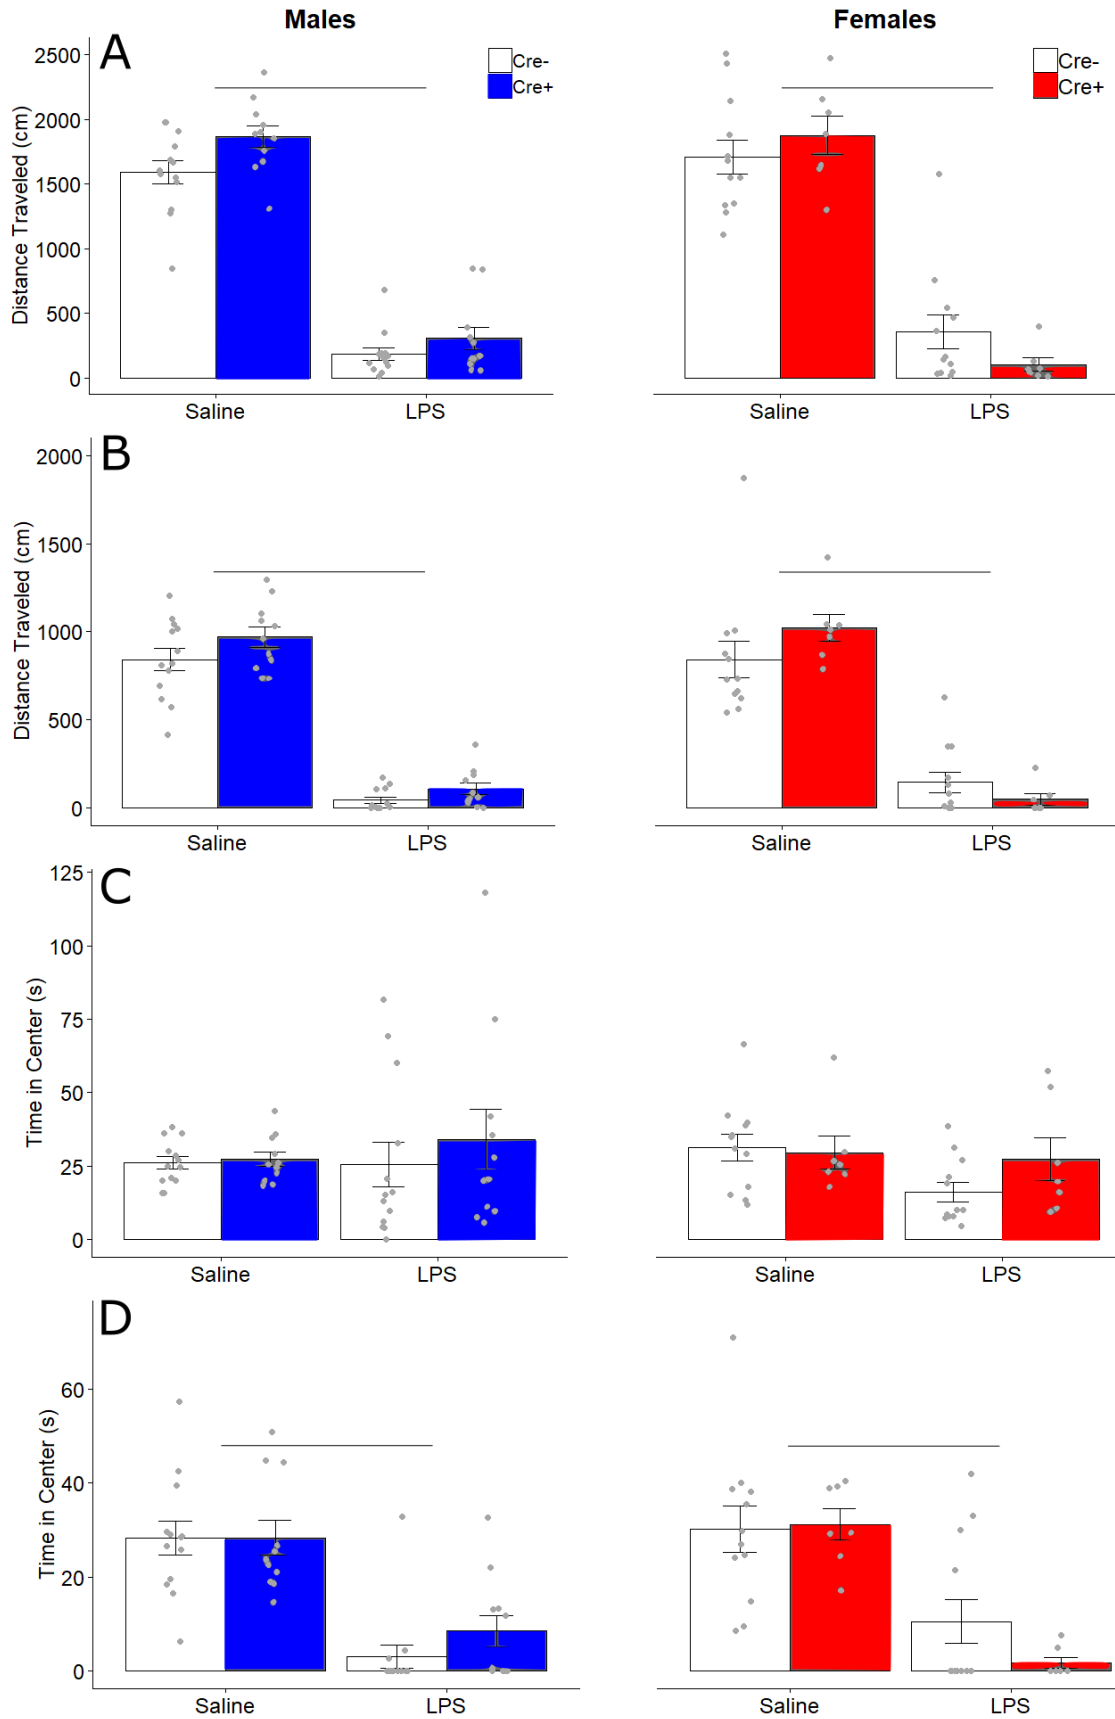 Males
Females
A
Cre-
Cre+
Cre-
Cre+
Distance Traveled (cm)
2500
2000
1500
1000
500
0
Saline
LPS
Saline
LPS
B
Distance Traveled (cm)
2000
1500
1000
500
0
Saline
LPS
Saline
LPS
C
Time in Center (s)
125
100
75
50
25
0
Saline
LPS
Saline
LPS
D
Time in Center (s)
60
40
20
0
Saline
LPS
Saline
LPS